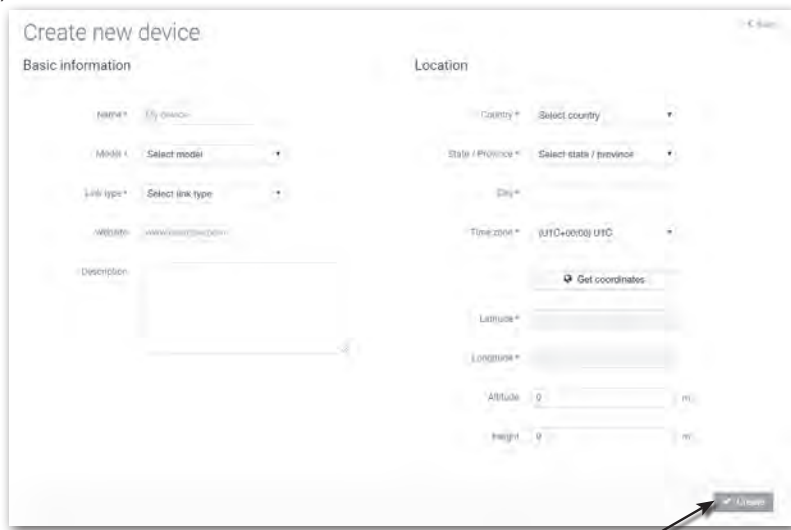 Create new device
Basic information
Name *
My device
Model *
Select model
Link type *
Select link type
Website
Description
Location
Country *
Select country
State / Province *
Select state / province
City *
Time zone *
(UTC+00:00) UTC
Get coordinates
Latitude *
Longitude *
Altitude
0
m
Height
0
m
Create